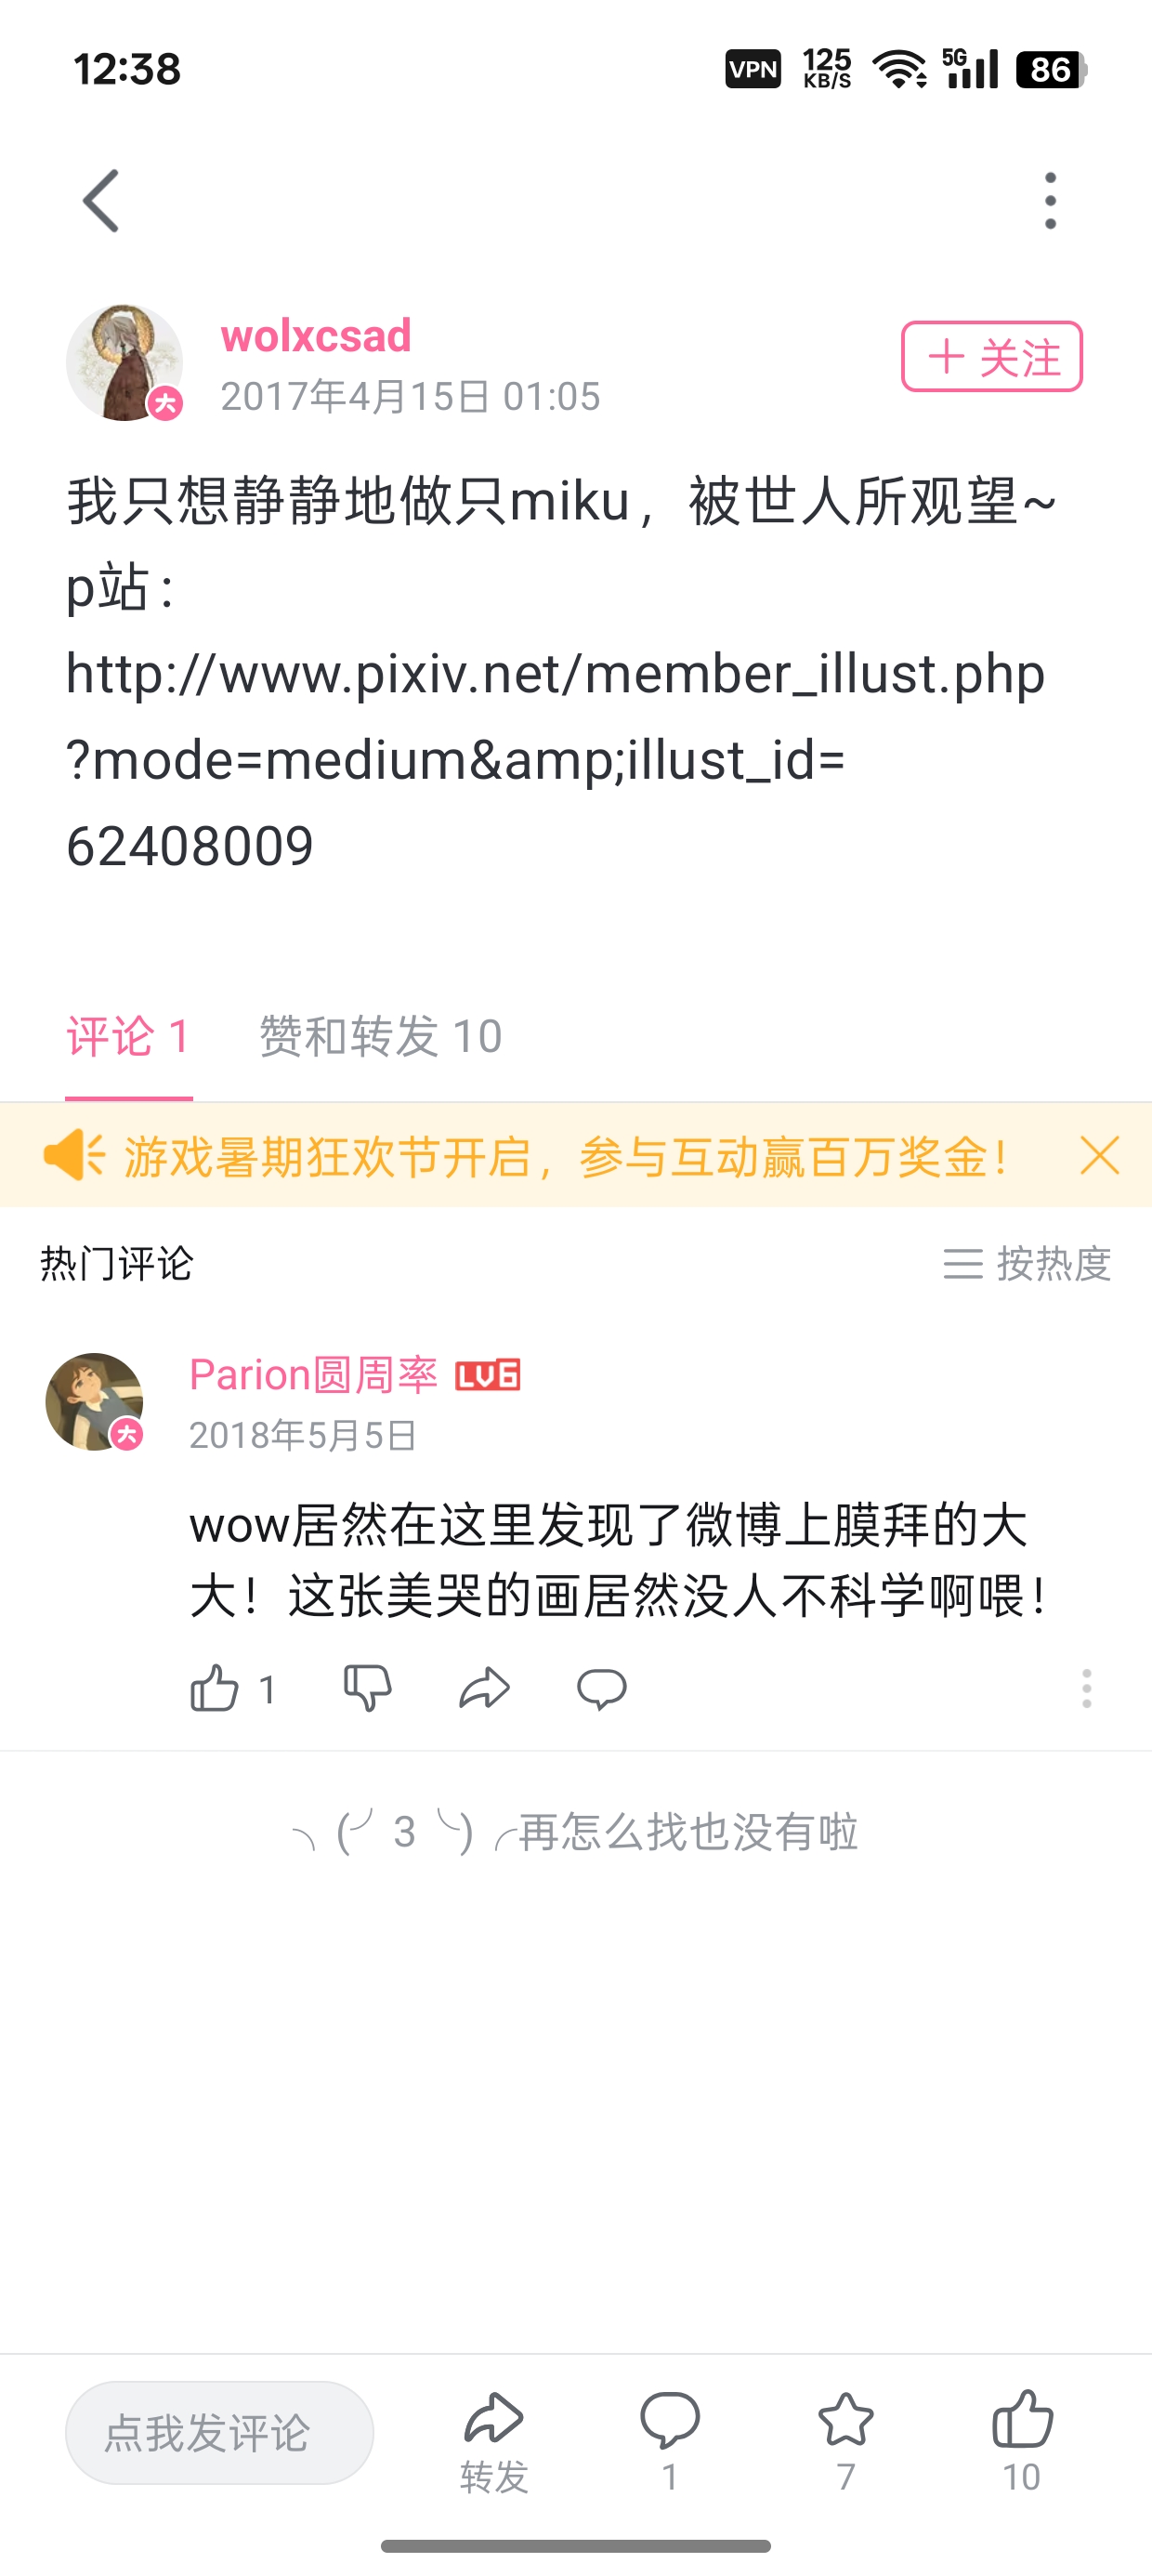 12:38
VPN 125 KB/S 5G 86
wolxcsad
2017年4月15日 01:05
+ 关注
我只想静静地做只miku，被世人所观望~
p站：
http://www.pixiv.net/member_illust.php
?mode=medium&amp;illust_id=
62408009
评论 1 赞和转发 10
游戏暑期狂欢节开启，参与互动赢百万奖金！
热门评论
按热度
Parion圆周率 LV6
2018年5月5日
wow居然在这里发现了微博上膜拜的大
大！这张美哭的画居然没人不科学啊喂！
1
╮(╯3╰)╭再怎么找也没有啦
点我发评论
转发 1 7 10